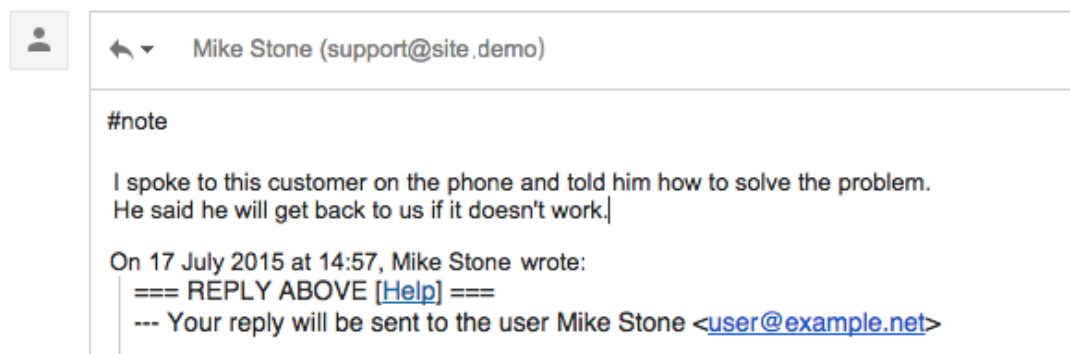 Mike Stone (support@site.demo)
#note
I spoke to this customer on the phone and told him how to solve the problem.
He said he will get back to us if it doesn't work.
On 17 July 2015 at 14:57, Mike Stone wrote:
=== REPLY ABOVE [Help] ===
--- Your reply will be sent to the user Mike Stone <user@example.net>